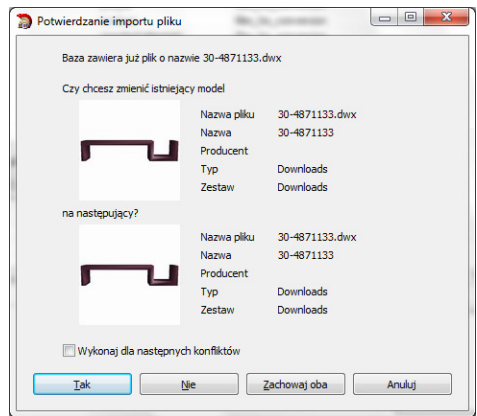 Potwierdzanie importu pliku
Baza zawiera już plik o nazwie 30-4871133.dwx
Czy chcesz zmienić istniejący model
Nazwa pliku 30-4871133.dwx
Nazwa 30-4871133
Producent
Typ Downloads
Zestaw Downloads
na następujący?
Nazwa pliku 30-4871133.dwx
Nazwa 30-4871133
Producent
Typ Downloads
Zestaw Downloads
Wykonaj dla następnych konfliktów
Tak Nie Zachowaj oba Anuluj